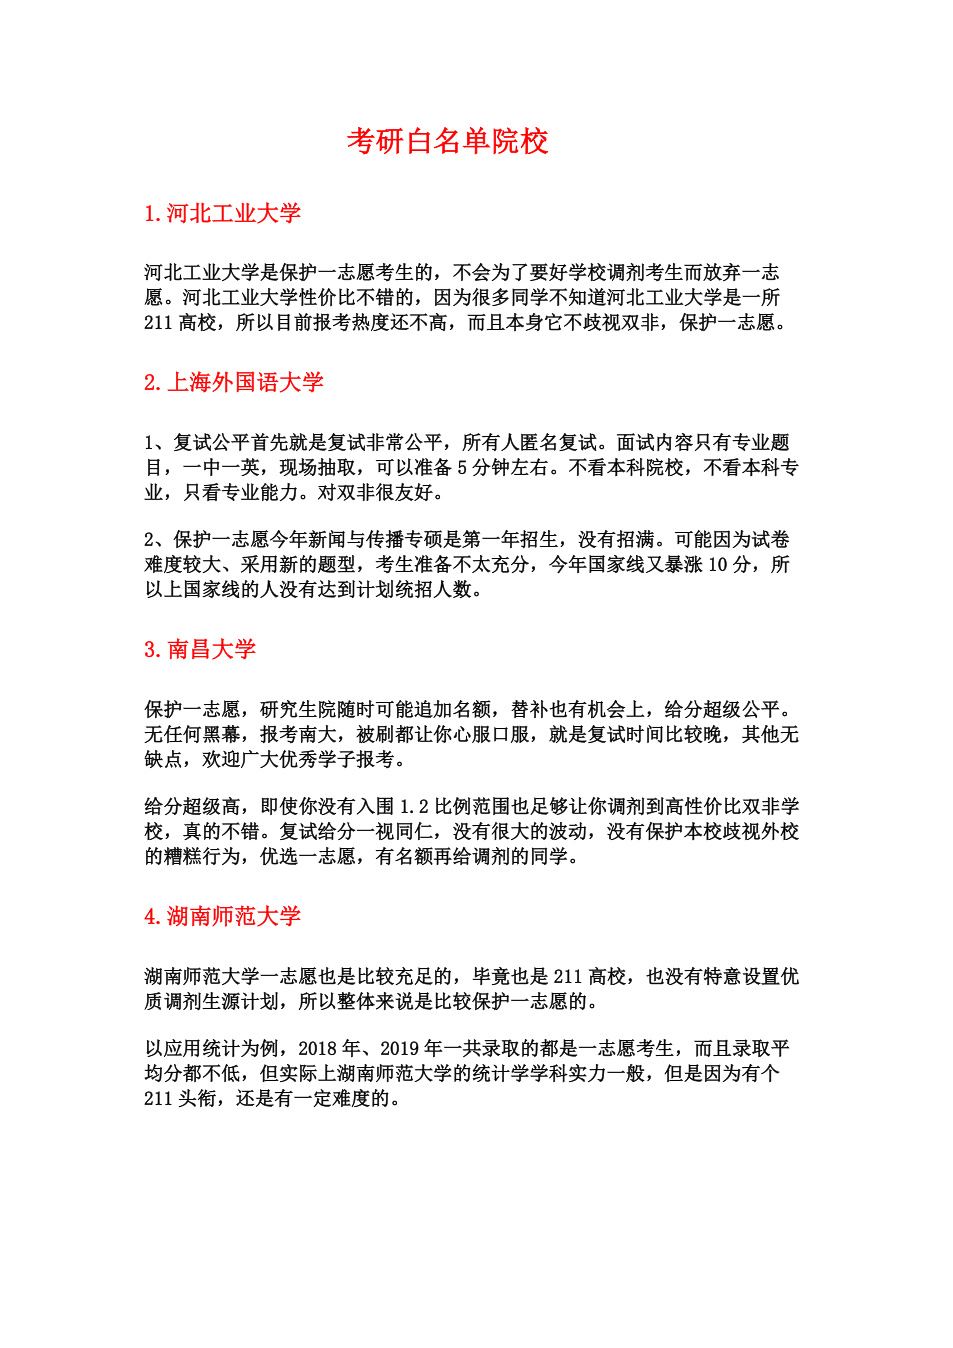 考研白名单院校
1.河北工业大学
河北工业大学是保护一志愿考生的，不会为了要好学校调剂考生而放弃一志
愿。河北工业大学性价比不错的，因为很多同学不知道河北工业大学是一所
211 高校，所以目前报考热度还不高，而且本身它不歧视双非，保护一志愿。
2.上海外国语大学
1、复试公平首先就是复试非常公平，所有人匿名复试。面试内容只有专业题
目，一中一英，现场抽取，可以准备 5 分钟左右。不看本科院校，不看本科专
业，只看专业能力。对双非很友好。
2、保护一志愿今年新闻与传播专硕是第一年招生，没有招满。可能因为试卷
难度较大、采用新的题型，考生准备不太充分，今年国家线又暴涨 10 分，所
以上国家线的人没有达到计划统招人数。
3.南昌大学
保护一志愿，研究生院随时可能追加名额，替补也有机会上，给分超级公平。
无任何黑幕，报考南大，被刷都让你心服口服，就是复试时间比较晚，其他无
缺点，欢迎广大优秀学子报考。
给分超级高，即使你没有入围 1.2 比例范围也足够让你调剂到高性价比双非学
校，真的不错。复试给分一视同仁，没有很大的波动，没有保护本校歧视外校
的糟糕行为，优选一志愿，有名额再给调剂的同学。
4.湖南师范大学
湖南师范大学一志愿也是比较充足的，毕竟也是 211 高校，也没有特意设置优
质调剂生源计划，所以整体来说是比较保护一志愿的。
以应用统计为例，2018 年、2019 年一共录取的都是一志愿考生，而且录取平
均分都不低，但实际上湖南师范大学的统计学学科实力一般，但是因为有个
211 头衔，还是有一定难度的。